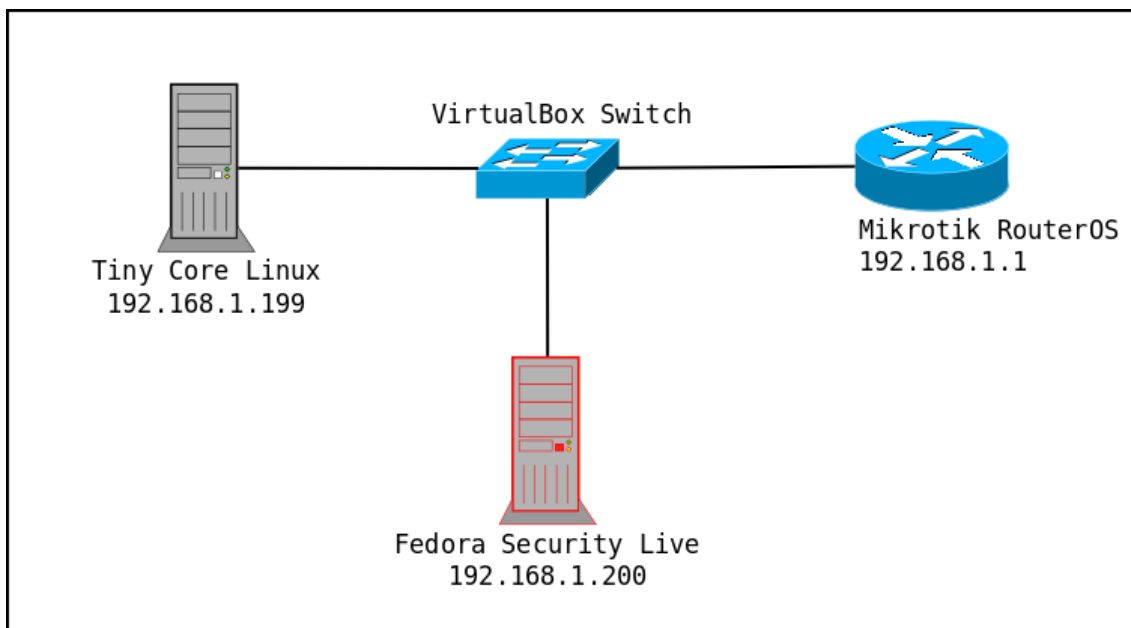 VirtualBox Switch
Mikrotik RouterOS
192.168.1.1
Tiny Core Linux
192.168.1.199
Fedora Security Live
192.168.1.200